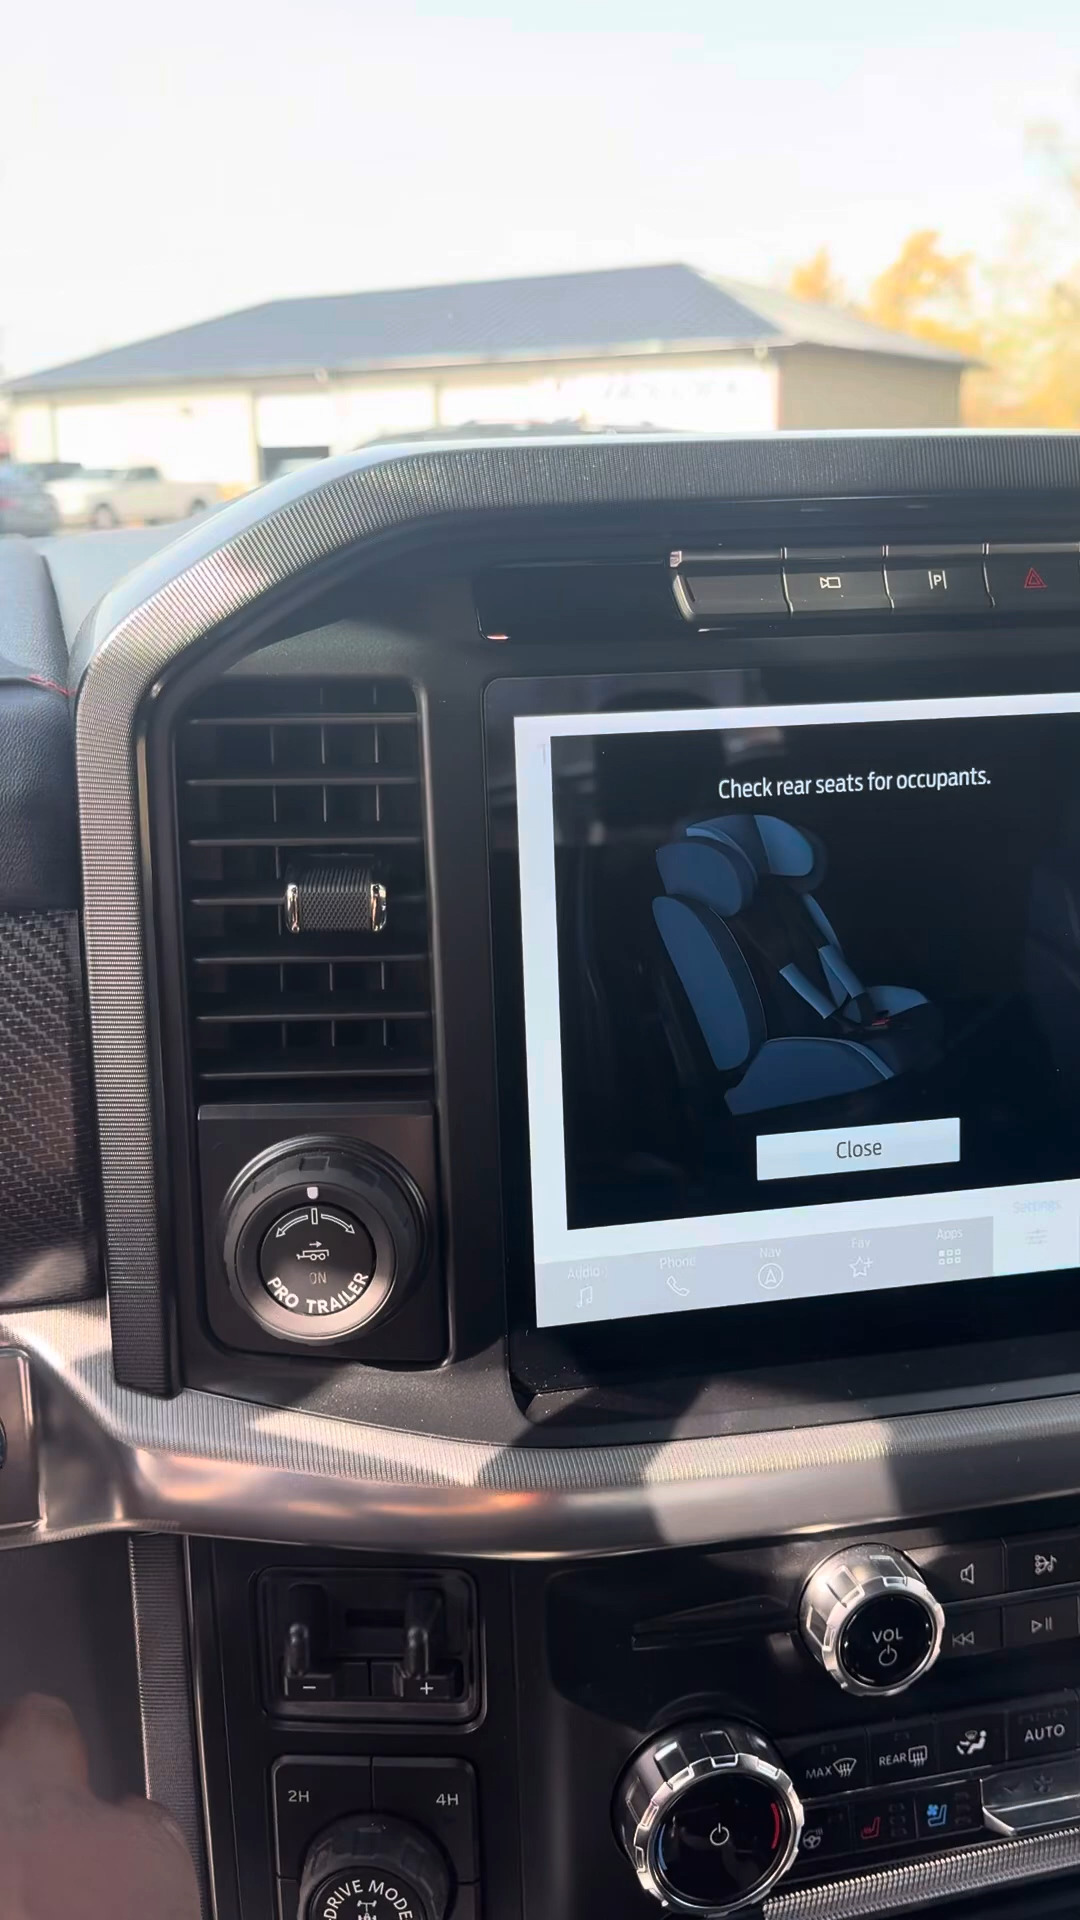 P
Check rear seats for occupants.
Close
Audio
Phone
Nav
Fav
Apps
Settings
ON
PRO TRAILER
VOL
MAX
REAR
AUTO
2H
4H
DRIVE MODE